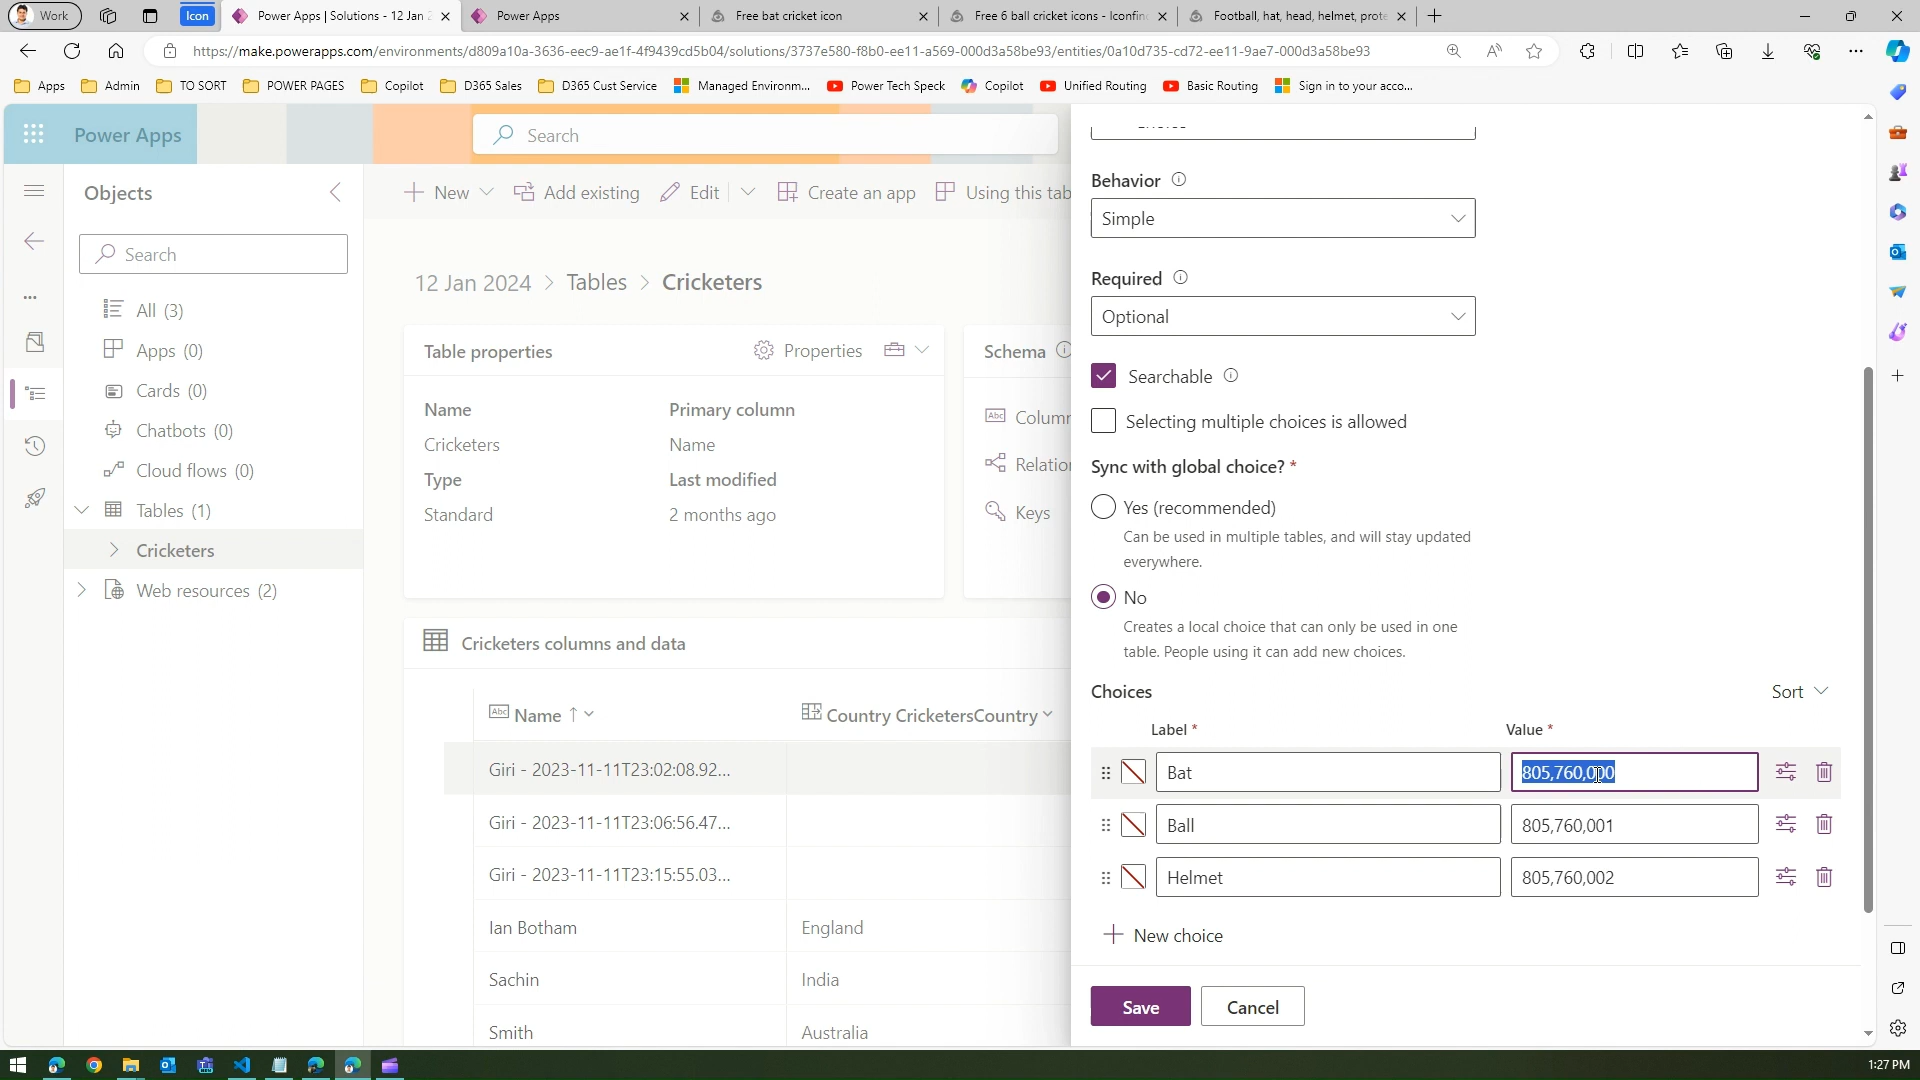 Work
Icon
Power Apps | Solutions - 12 Jan 2
Power Apps
Free bat cricket icon
Free 6 ball cricket icons - Iconfin
Football, hat, head, helmet, prote
https://make.powerapps.com/environments/d809a10a-3636-eec9-ae1f-4f9439cd5b04/solutions/3737e580-f8b0-ee11-a569-000d3a58be93/entities/0a10d735-cd72-ee11-9ae7-000d3a58be93
Apps
Admin
TO SORT
POWER PAGES
Copilot
D365 Sales
D365 Cust Service
Managed Environm...
Power Tech Speck
Copilot
Unified Routing
Basic Routing
Sign in to your acco...
Power Apps
Search
Objects
Search
All (3)
Apps (0)
Cards (0)
Chatbots (0)
Cloud flows (0)
Tables (1)
Cricketers
Web resources (2)
New
Add existing
Edit
Create an app
Using this tab
12 Jan 2024 > Tables > Cricketers
Table properties
Properties
Name
Primary column
Cricketers
Name
Type
Last modified
Standard
2 months ago
Schema
Column
Relation
Keys
Cricketers columns and data
Name
Country CricketersCountry
Giri - 2023-11-11T23:02:08.92...
Giri - 2023-11-11T23:06:56.47...
Giri - 2023-11-11T23:15:55.03...
Ian Botham
England
Sachin
India
Smith
Australia
Behavior
Simple
Required
Optional
Searchable
Selecting multiple choices is allowed
Sync with global choice? *
Yes (recommended)
Can be used in multiple tables, and will stay updated
everywhere.
No
Creates a local choice that can only be used in one
table. People using it can add new choices.
Choices
Sort
Label *
Value *
Bat
805,760,000
Ball
805,760,001
Helmet
805,760,002
New choice
Save
Cancel
1:27 PM